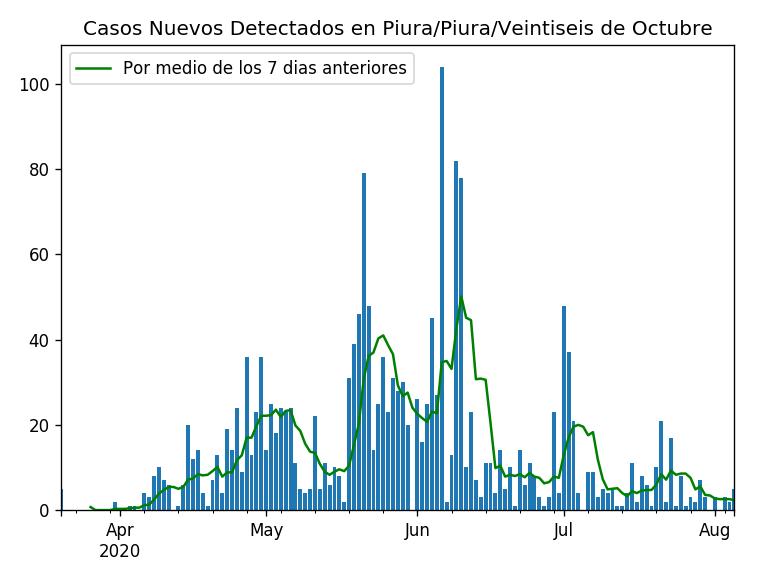 Casos Nuevos Detectados en Piura/Piura/Veintiseis de Octubre
Por medio de los 7 dias anteriores
100
80
60
40
20
0
Apr May Jun Jul Aug
2020